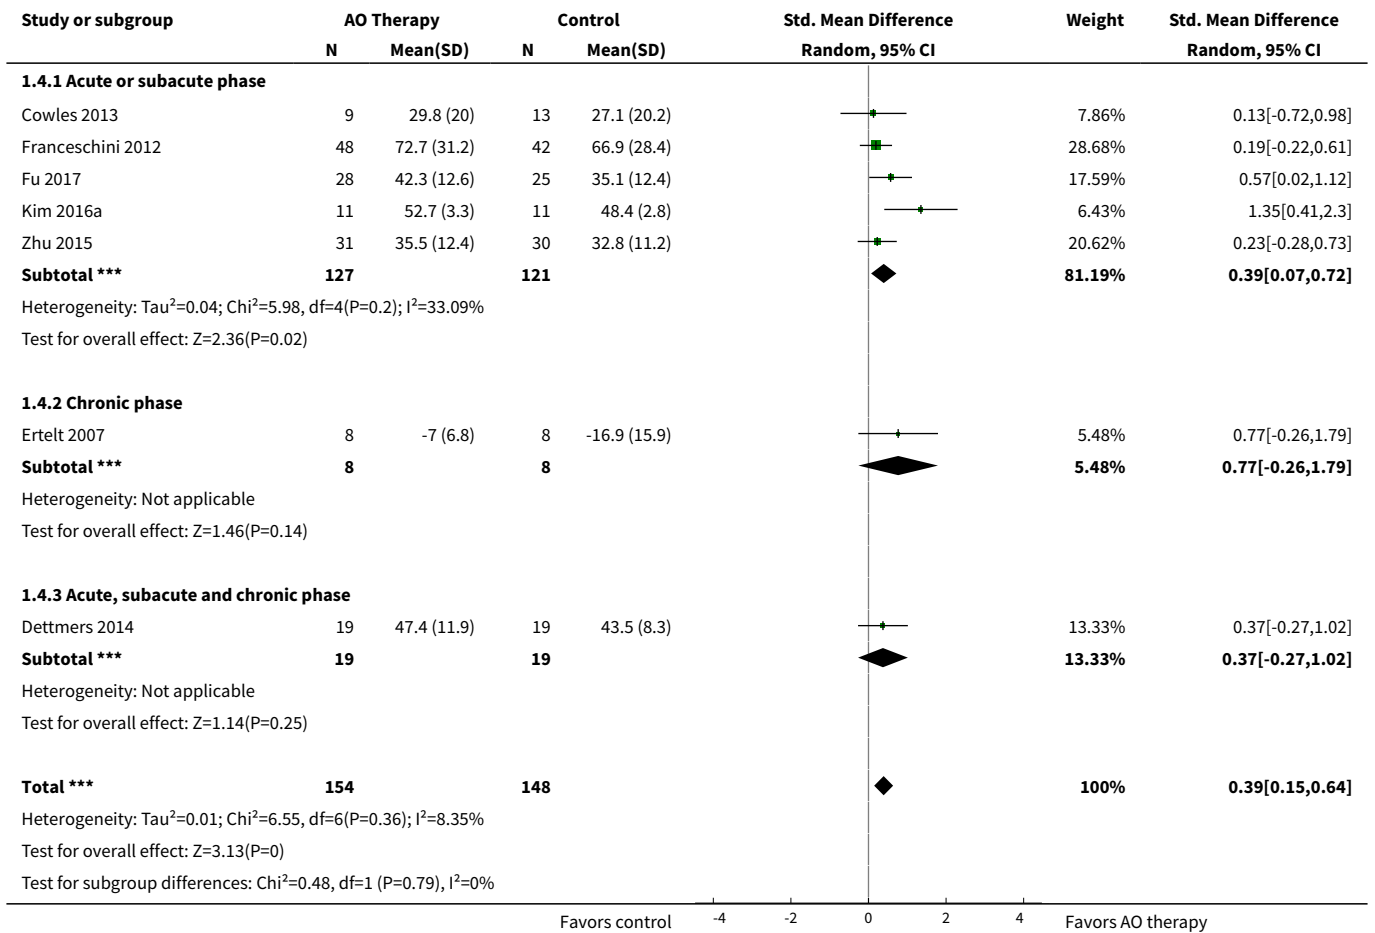 Study or subgroup AO Therapy Control Std. Mean Difference Weight Std. Mean Difference
N Mean(SD) N Mean(SD) Random, 95% CI Random, 95% CI
1.4.1 Acute or subacute phase
Cowles 2013 9 29.8 (20) 13 27.1 (20.2) 7.86% 0.13[-0.72,0.98]
Franceschini 2012 48 72.7 (31.2) 42 66.9 (28.4) 28.68% 0.19[-0.22,0.61]
Fu 2017 28 42.3 (12.6) 25 35.1 (12.4) 17.59% 0.57[0.02,1.12]
Kim 2016a 11 52.7 (3.3) 11 48.4 (2.8) 6.43% 1.35[0.41,2.3]
Zhu 2015 31 35.5 (12.4) 30 32.8 (11.2) 20.62% 0.23[-0.28,0.73]
Subtotal *** 127 121 81.19% 0.39[0.07,0.72]
Heterogeneity: Tau²=0.04; Chi²=5.98, df=4(P=0.2); I²=33.09%
Test for overall effect: Z=2.36(P=0.02)
1.4.2 Chronic phase
Ertelt 2007 8 -7 (6.8) 8 -16.9 (15.9) 5.48% 0.77[-0.26,1.79]
Subtotal *** 8 8 5.48% 0.77[-0.26,1.79]
Heterogeneity: Not applicable
Test for overall effect: Z=1.46(P=0.14)
1.4.3 Acute, subacute and chronic phase
Dettmers 2014 19 47.4 (11.9) 19 43.5 (8.3) 13.33% 0.37[-0.27,1.02]
Subtotal *** 19 19 13.33% 0.37[-0.27,1.02]
Heterogeneity: Not applicable
Test for overall effect: Z=1.14(P=0.25)
Total *** 154 148 100% 0.39[0.15,0.64]
Heterogeneity: Tau²=0.01; Chi²=6.55, df=6(P=0.36); I²=8.35%
Test for overall effect: Z=3.13(P=0)
Test for subgroup differences: Chi²=0.48, df=1 (P=0.79), I²=0%
Favors control -4 -2 0 2 4 Favors AO therapy